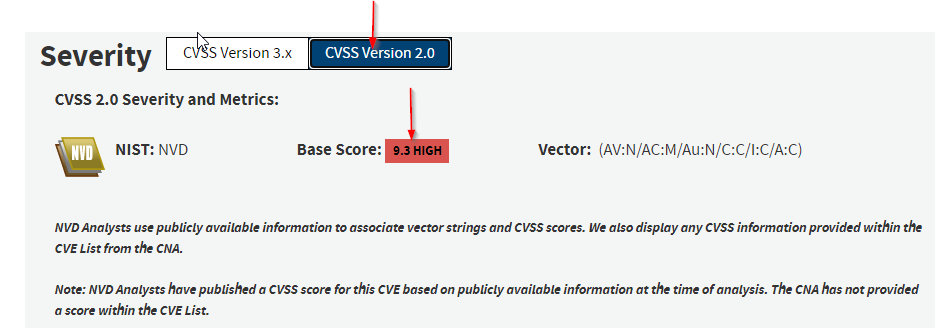 Severity CVSS Version 3.x CVSS Version 2.0
CVSS 2.0 Severity and Metrics:
NVD NIST: NVD Base Score: 9.3 HIGH Vector: (AV:N/AC:M/Au:N/C:C/I:C/A:C)
NVD Analysts use publicly available information to associate vector strings and CVSS scores. We also display any CVSS information provided within the
CVE List from the CNA.
Note: NVD Analysts have published a CVSS score for this CVE based on publicly available information at the time of analysis. The CNA has not provided
a score within the CVE List.